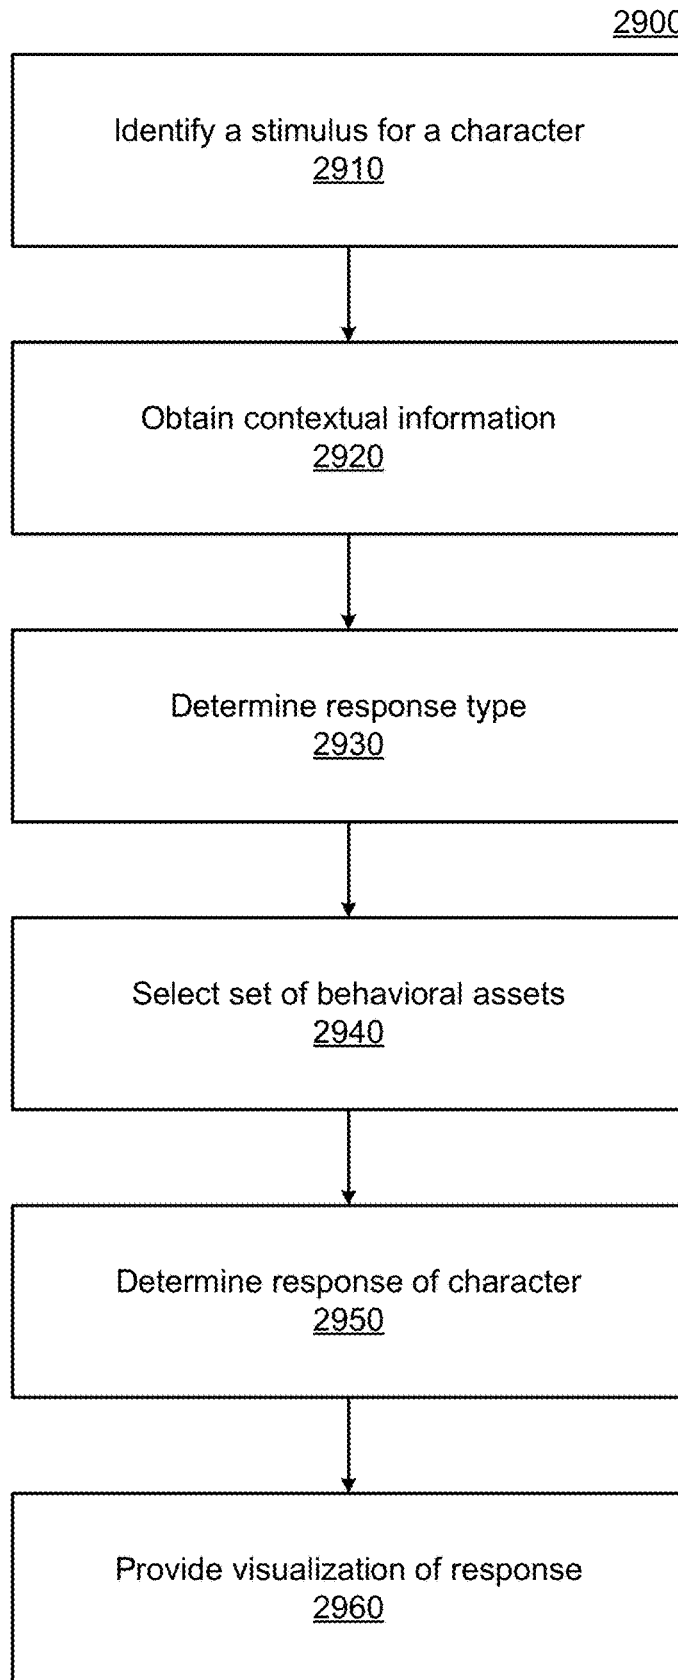 2900
Identify a stimulus for a character
2910
Obtain contextual information
2920
Determine response type
2930
Select set of behavioral assets
2940
Determine response of character
2950
Provide visualization of response
2960